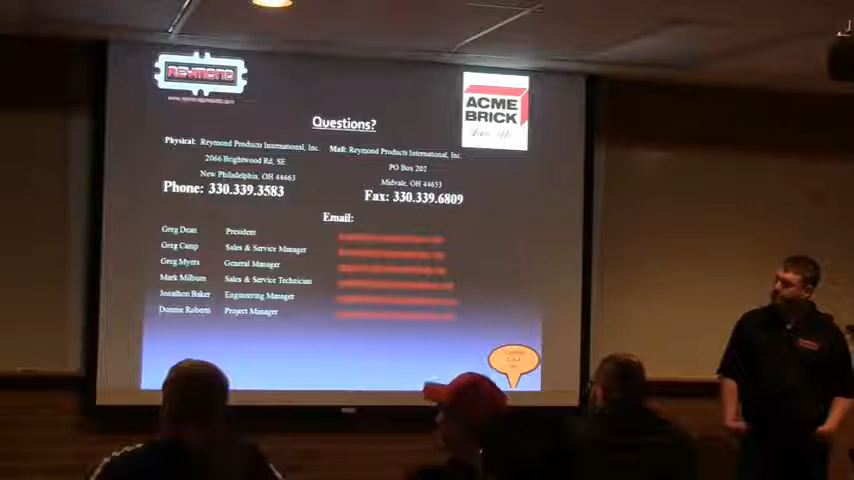 REYMOND
ACME
BRICK
Questions?
Physical: Reymond Products International, Inc.
2066 Brightwood Rd, SE
New Philadelphia, OH 44663
Phone: 330.339.3583
Mail: Reymond Products International, Inc.
PO Box 202
Midvale, OH 44653
Fax: 330.339.6809
Email:
Greg Dean President
Greg Camp Sales & Service Manager
Greg Myers General Manager
Mark Milburn Sales & Service Technician
Jonathon Baker Engineering Manager
Donnie Roberts Project Manager